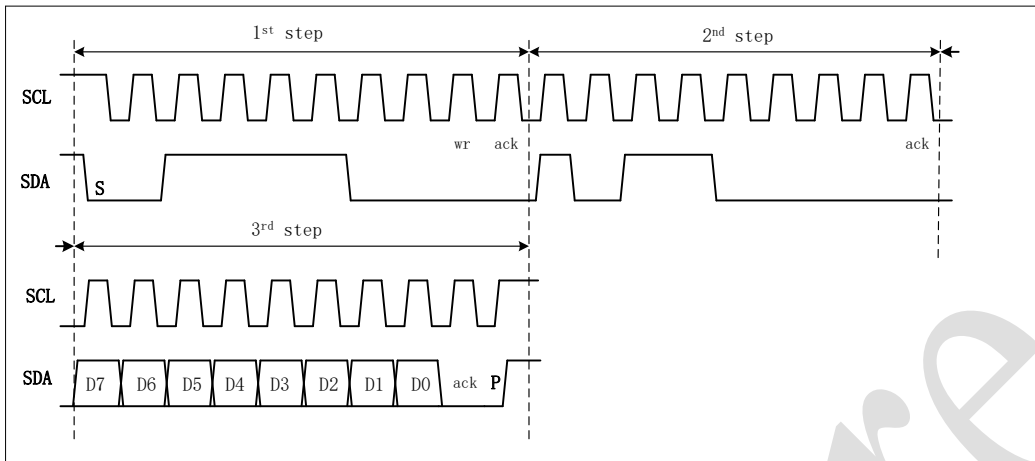 1st step 2nd step
SCL
wr ack ack
SDA S
3rd step
SCL
SDA D7 D6 D5 D4 D3 D2 D1 D0 ack P
re